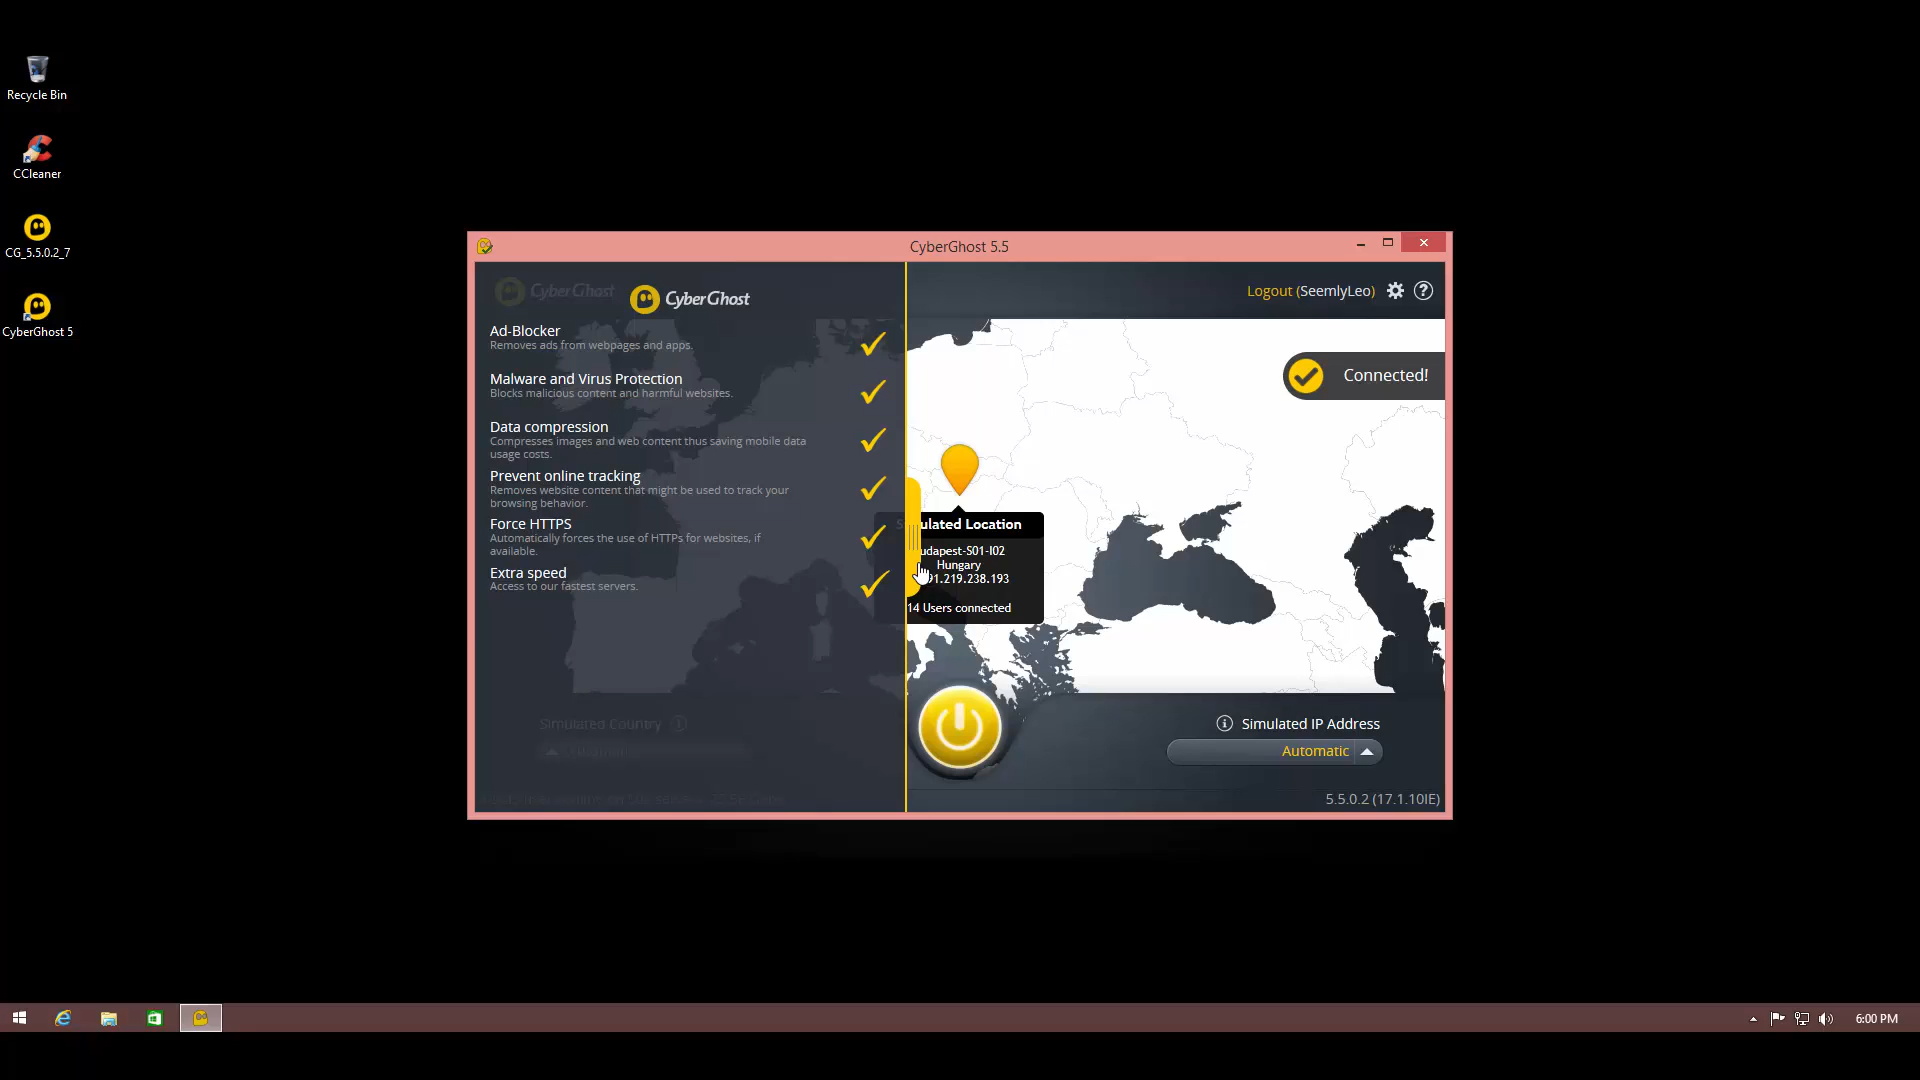 Recycle Bin
CCleaner
CG_5.5.0.2_7
CyberGhost 5
CyberGhost 5.5
CyberGhost
CyberGhost
Logout (SeemlyLeo)
Ad-Blocker
Removes ads from webpages and apps.
Malware and Virus Protection
Blocks malicious content and harmful websites.
Data compression
Compresses images and web content thus saving mobile data
usage costs.
Prevent online tracking
Removes website content that might be used to track your
browsing behavior.
Force HTTPS
Automatically forces the use of HTTPs for websites, if
available.
Extra speed
Access to our fastest servers.
Connected!
Simulated Location
udapest-S01-I02
Hungary
91.219.238.193
14 Users connected
Simulated Country
Simulated IP Address
Automatic
5.5.0.2 (17.1.10IE)
6:00 PM